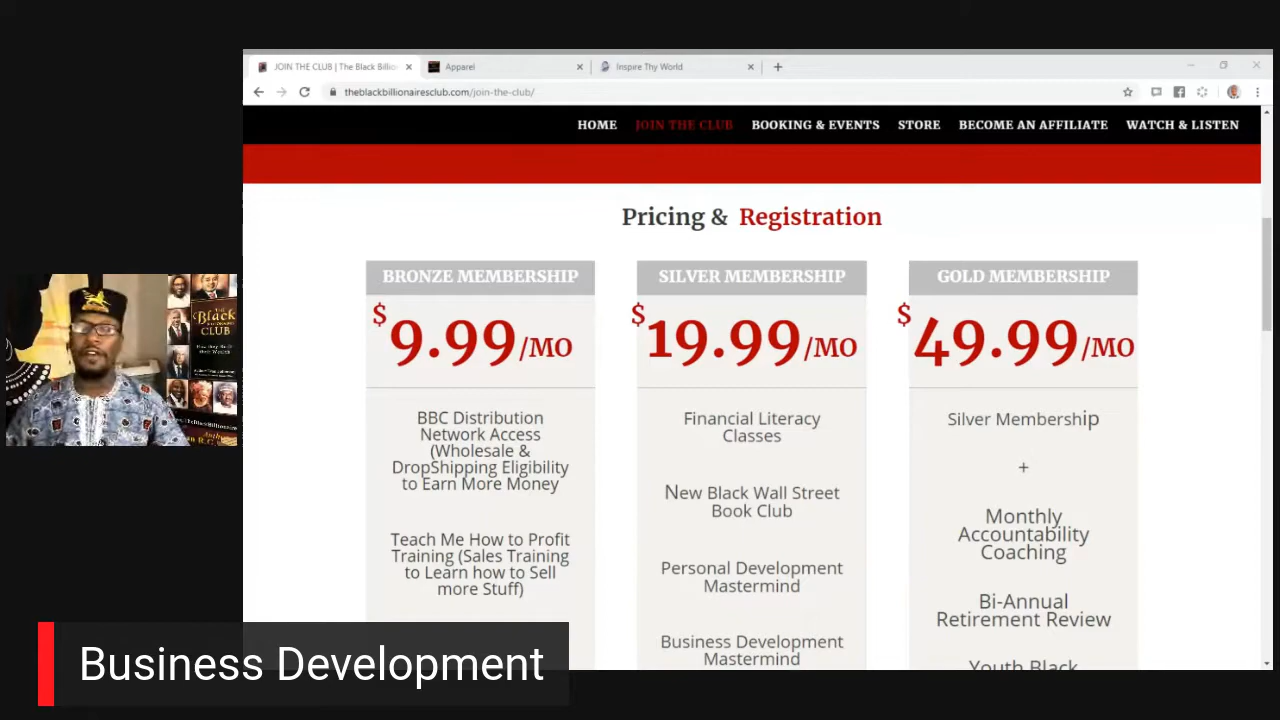 JOIN THE CLUB | The Black Billio
Apparel
Inspire Thy World
theblackbillionairesclub.com/join-the-club/
HOME
JOIN THE CLUB
BOOKING & EVENTS
STORE
BECOME AN AFFILIATE
WATCH & LISTEN
Pricing & Registration
BRONZE MEMBERSHIP
$9.99/MO
BBC Distribution
Network Access
(Wholesale &
DropShipping Eligibility
to Earn More Money
Teach Me How to Profit
Training (Sales Training
to Learn how to Sell
more Stuff)
SILVER MEMBERSHIP
$19.99/MO
Financial Literacy
Classes
New Black Wall Street
Book Club
Personal Development
Mastermind
Business Development
Mastermind
GOLD MEMBERSHIP
$49.99/MO
Silver Membership
+
Monthly
Accountability
Coaching
Bi-Annual
Retirement Review
Youth Black
The
Black
CLUB
Business Development